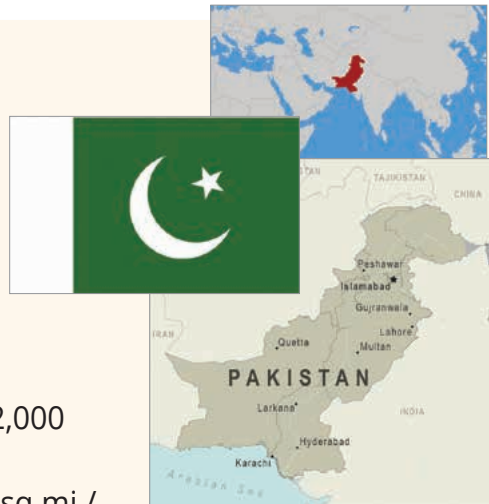 TAJIKISTAN
CHINA
Peshawar
Islamabad
Gujranwala
Lahore
IRAN
Quetta
Multan
PAKISTAN
INDIA
2,000
Larkana
Hyderabad
Karachi
Arabian Sea
sq mi /